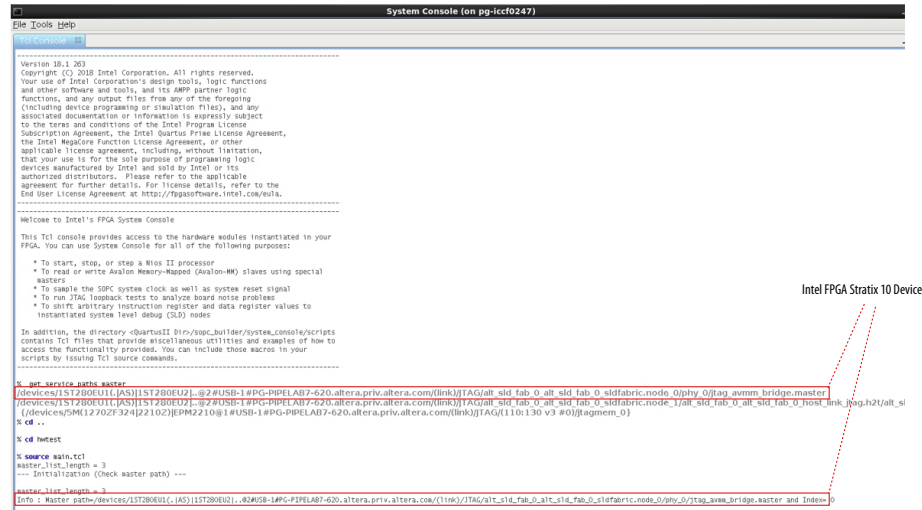 System Console (on pg-iccf0247)
File Tools Help
Tcl Console
Version 18.1 263
Copyright (C) 2018 Intel Corporation. All rights reserved.
Your use of Intel Corporation's design tools, logic functions
and other software and tools, and its AMPP partner logic
functions, and any output files from any of the foregoing
(including device programming or simulation files), and any
associated documentation or information is expressly subject
to the terms and conditions of the Intel Program License
Subscription Agreement, the Intel Quartus Prime License Agreement,
the Intel MegaCore Function License Agreement, or other
applicable license agreement, including, without limitation,
that your use is for the sole purpose of programming logic
devices manufactured by Intel and sold by Intel or its
authorized distributors. Please refer to the applicable
agreement for further details. For license details, refer to the
End User License Agreement at http://fpgasoftware.intel.com/eula.
Welcome to Intel's FPGA System Console
This Tcl console provides access to the hardware modules instantiated in your
FPGA. You can use System Console for all of the following purposes:
* To start, stop, or step a Nios II processor
* To read or write Avalon Memory-Mapped (Avalon-MM) slaves using special
masters
* To sample the SOPC system clock as well as system reset signal
* To run JTAG loopback tests to analyze board noise problems
* To shift arbitrary instruction register and data register values to
instantiated system level debug (SLD) nodes
Intel FPGA Stratix 10 Device
In addition, the directory <QuartusII Dir>/sopc_builder/system_console/scripts
contains Tcl files that provide miscellaneous utilities and examples of how to
access the functionality provided. You can include those macros in your
scripts by issuing Tcl source commands.
% get_service_paths master
/devices/1ST280EU1(.|AS)|1ST280EU2|..@2#USB-1#PG-PIPELAB7-620.altera.priv.altera.com/(link)/JTAG/alt_sld_fab_0_alt_sld_fab_0_sldfabric.node_0/phy_0/jtag_avmm_bridge.master
/devices/1ST280EU1(.|AS)|1ST280EU2|..@2#USB-1#PG-PIPELAB7-620.altera.priv.altera.com/(link)/JTAG/alt_sld_fab_0_alt_sld_fab_0_sldfabric.node_1/alt_sld_fab_0_alt_sld_fab_0_host_link_jtag.h2t/alt_sl
{/devices/5M(1270ZF324|2210Z)|EPM2210@1#USB-1#PG-PIPELAB7-620.altera.priv.altera.com/(link)/JTAG/(110:130 v3 #0)/jtagmem_0}
% cd ..
% cd hwtest
% source main.tcl
master_list_length = 3
--- Initialization (Check master path) ---
master_list_length = 3
Info : Master path=/devices/1ST280EU1(.|AS)|1ST280EU2|..@2#USB-1#PG-PIPELAB7-620.altera.priv.altera.com/(link)/JTAG/alt_sld_fab_0_alt_sld_fab_0_sldfabric.node_0/phy_0/jtag_avmm_bridge.master and Index= 0